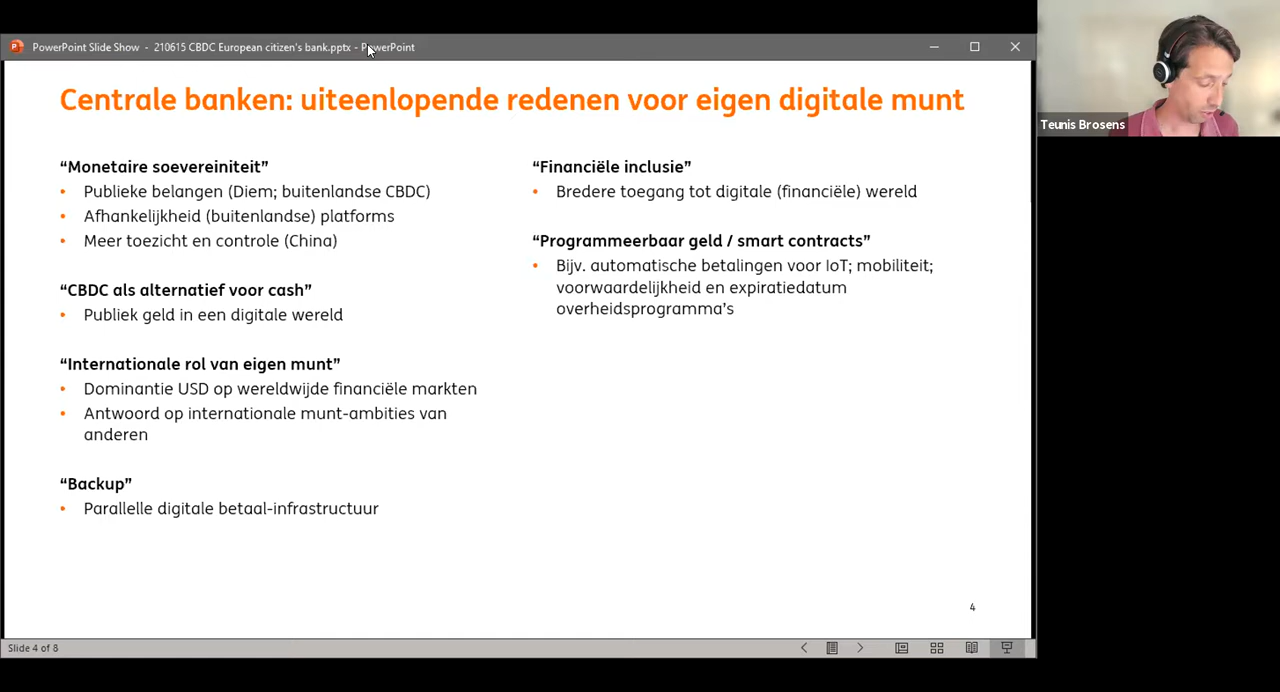 PowerPoint Slide Show - 210615 CBDC European citizen's bank.pptx - PowerPoint
Centrale banken: uiteenlopende redenen voor eigen digitale munt
“Monetaire soevereiniteit”
• Publieke belangen (Diem; buitenlandse CBDC)
• Afhankelijkheid (buitenlandse) platforms
• Meer toezicht en controle (China)
“CBDC als alternatief voor cash”
• Publiek geld in een digitale wereld
“Internationale rol van eigen munt”
• Dominantie USD op wereldwijde financiële markten
• Antwoord op internationale munt-ambities van
anderen
“Backup”
• Parallelle digitale betaal-infrastructuur
“Financiële inclusie”
• Bredere toegang tot digitale (financiële) wereld
“Programmeerbaar geld / smart contracts”
• Bijv. automatische betalingen voor IoT; mobiliteit;
voorwaardelijkheid en expiratiedatum
overheidsprogramma’s
4
Slide 4 of 8
Teunis Brosens